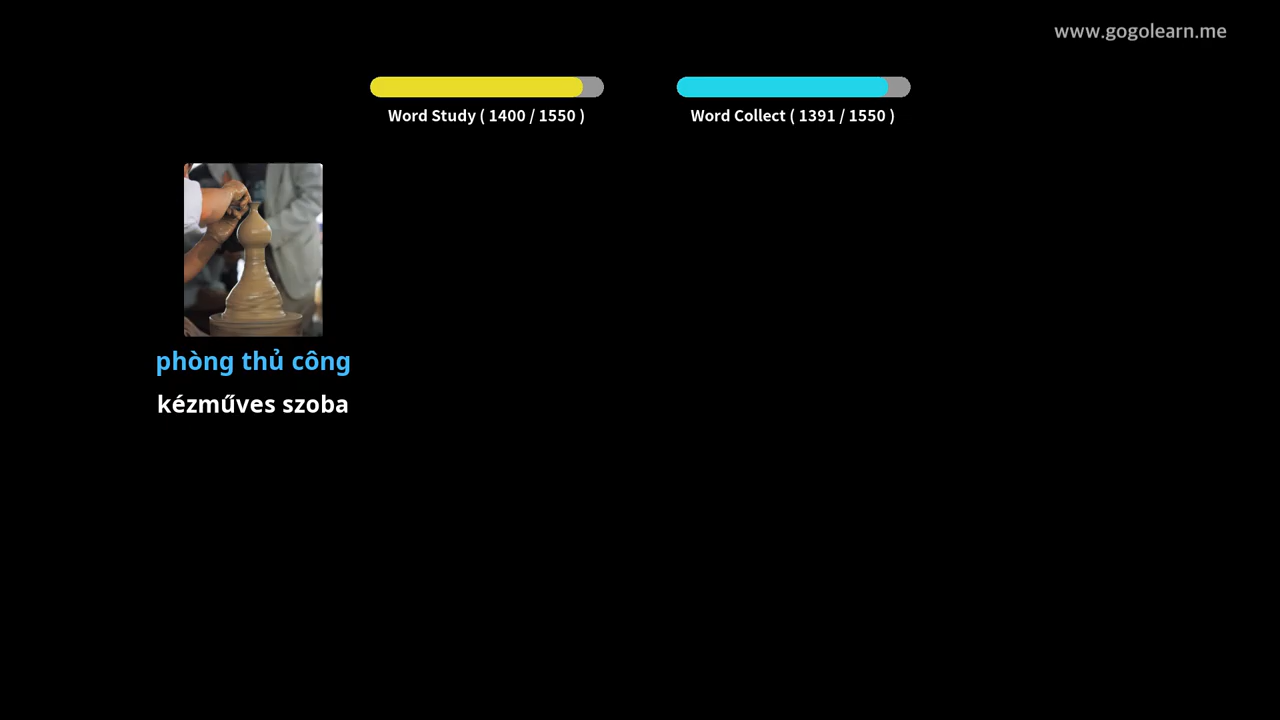 www.gogolearn.me
Word Study ( 1400 / 1550 )
Word Collect ( 1391 / 1550 )
phòng thủ công
kézműves szoba